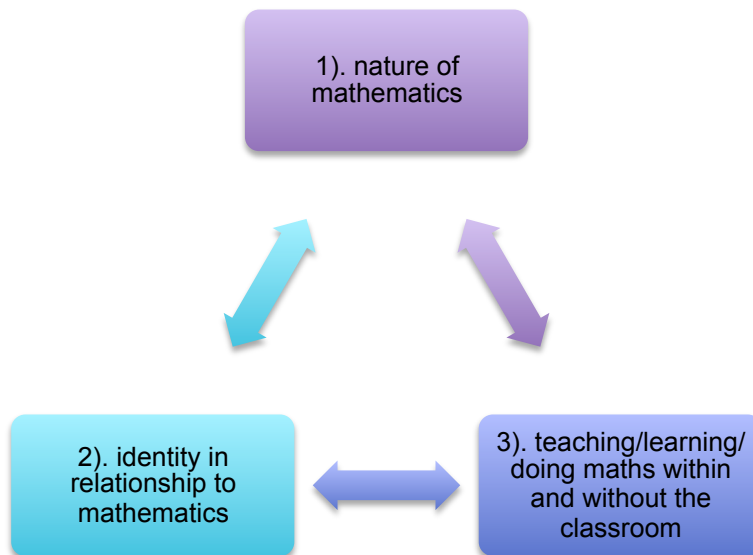 1). nature of
mathematics
2). identity in
relationship to
mathematics
3). teaching/learning/
doing maths within
and without the
classroom